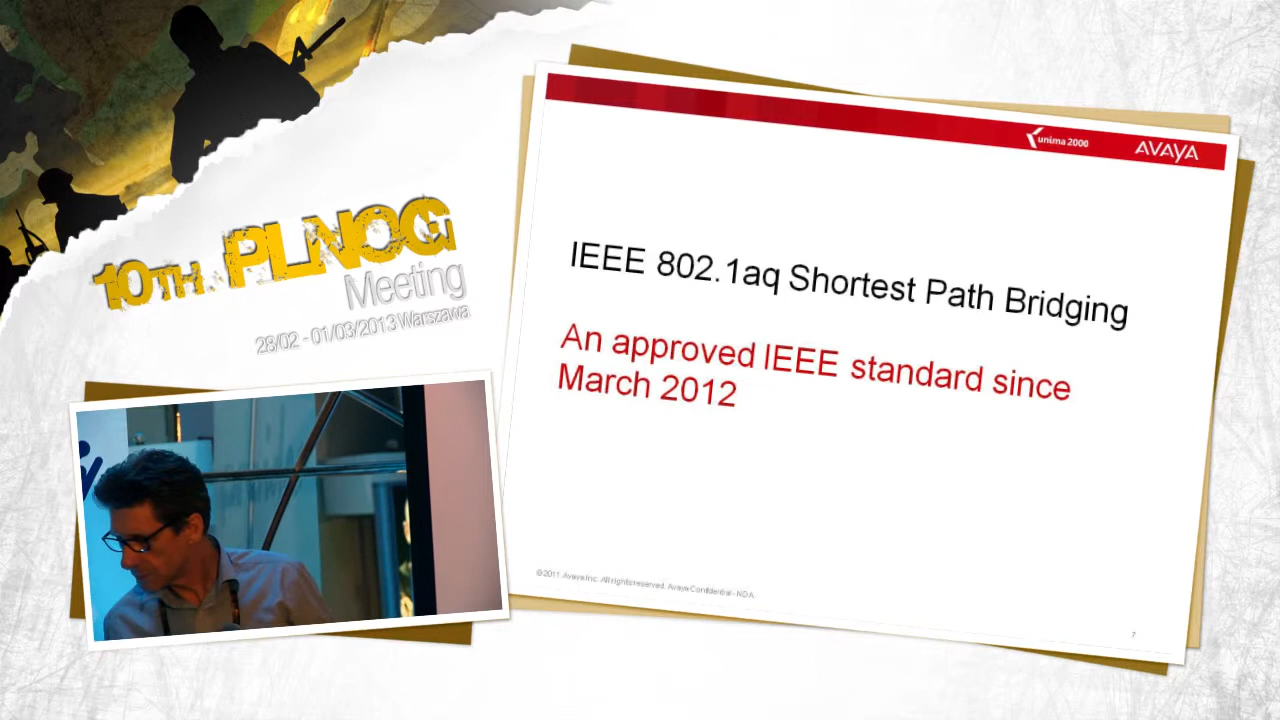 10TH. PLNOG
Meeting
28/02 - 01/03/2013 Warszawa
unima 2000
AVAYA
IEEE 802.1aq Shortest Path Bridging
An approved IEEE standard since
March 2012
© 2011 Avaya Inc. All rights reserved. Avaya Confidential - NDA
7